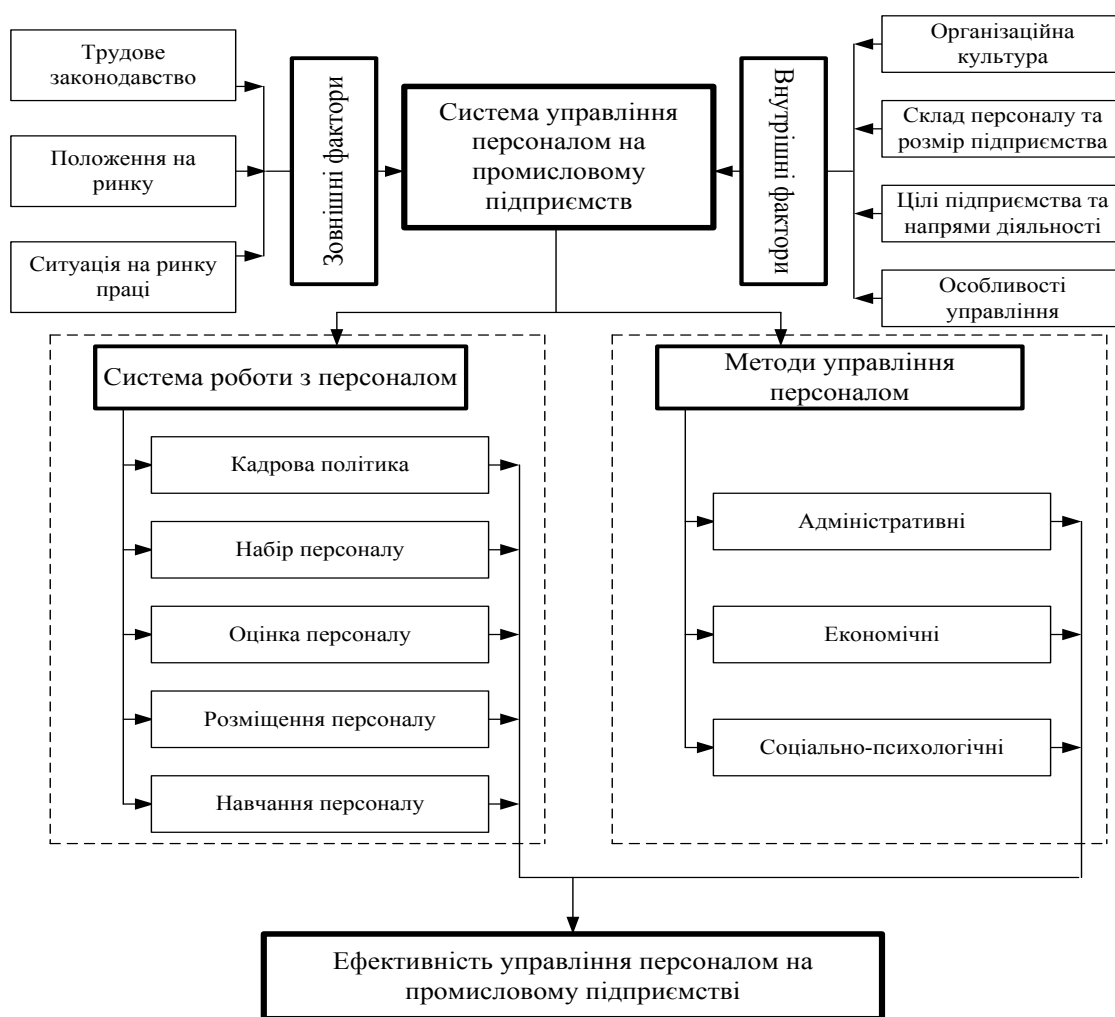 Трудове
законодавство
Положення на
ринку
Ситуація на ринку
праці
Зовнішні фактори
Система управління
персоналом на
промисловому
підприємств
Внутрішні фактори
Організаційна
культура
Склад персоналу та
розмір підприємства
Цілі підприємства та
напрями діяльності
Особливості
управління
Система роботи з персоналом
Кадрова політика
Набір персоналу
Оцінка персоналу
Розміщення персоналу
Навчання персоналу
Методи управління
персоналом
Адміністративні
Економічні
Соціально-психологічні
Ефективність управління персоналом на
промисловому підприємстві